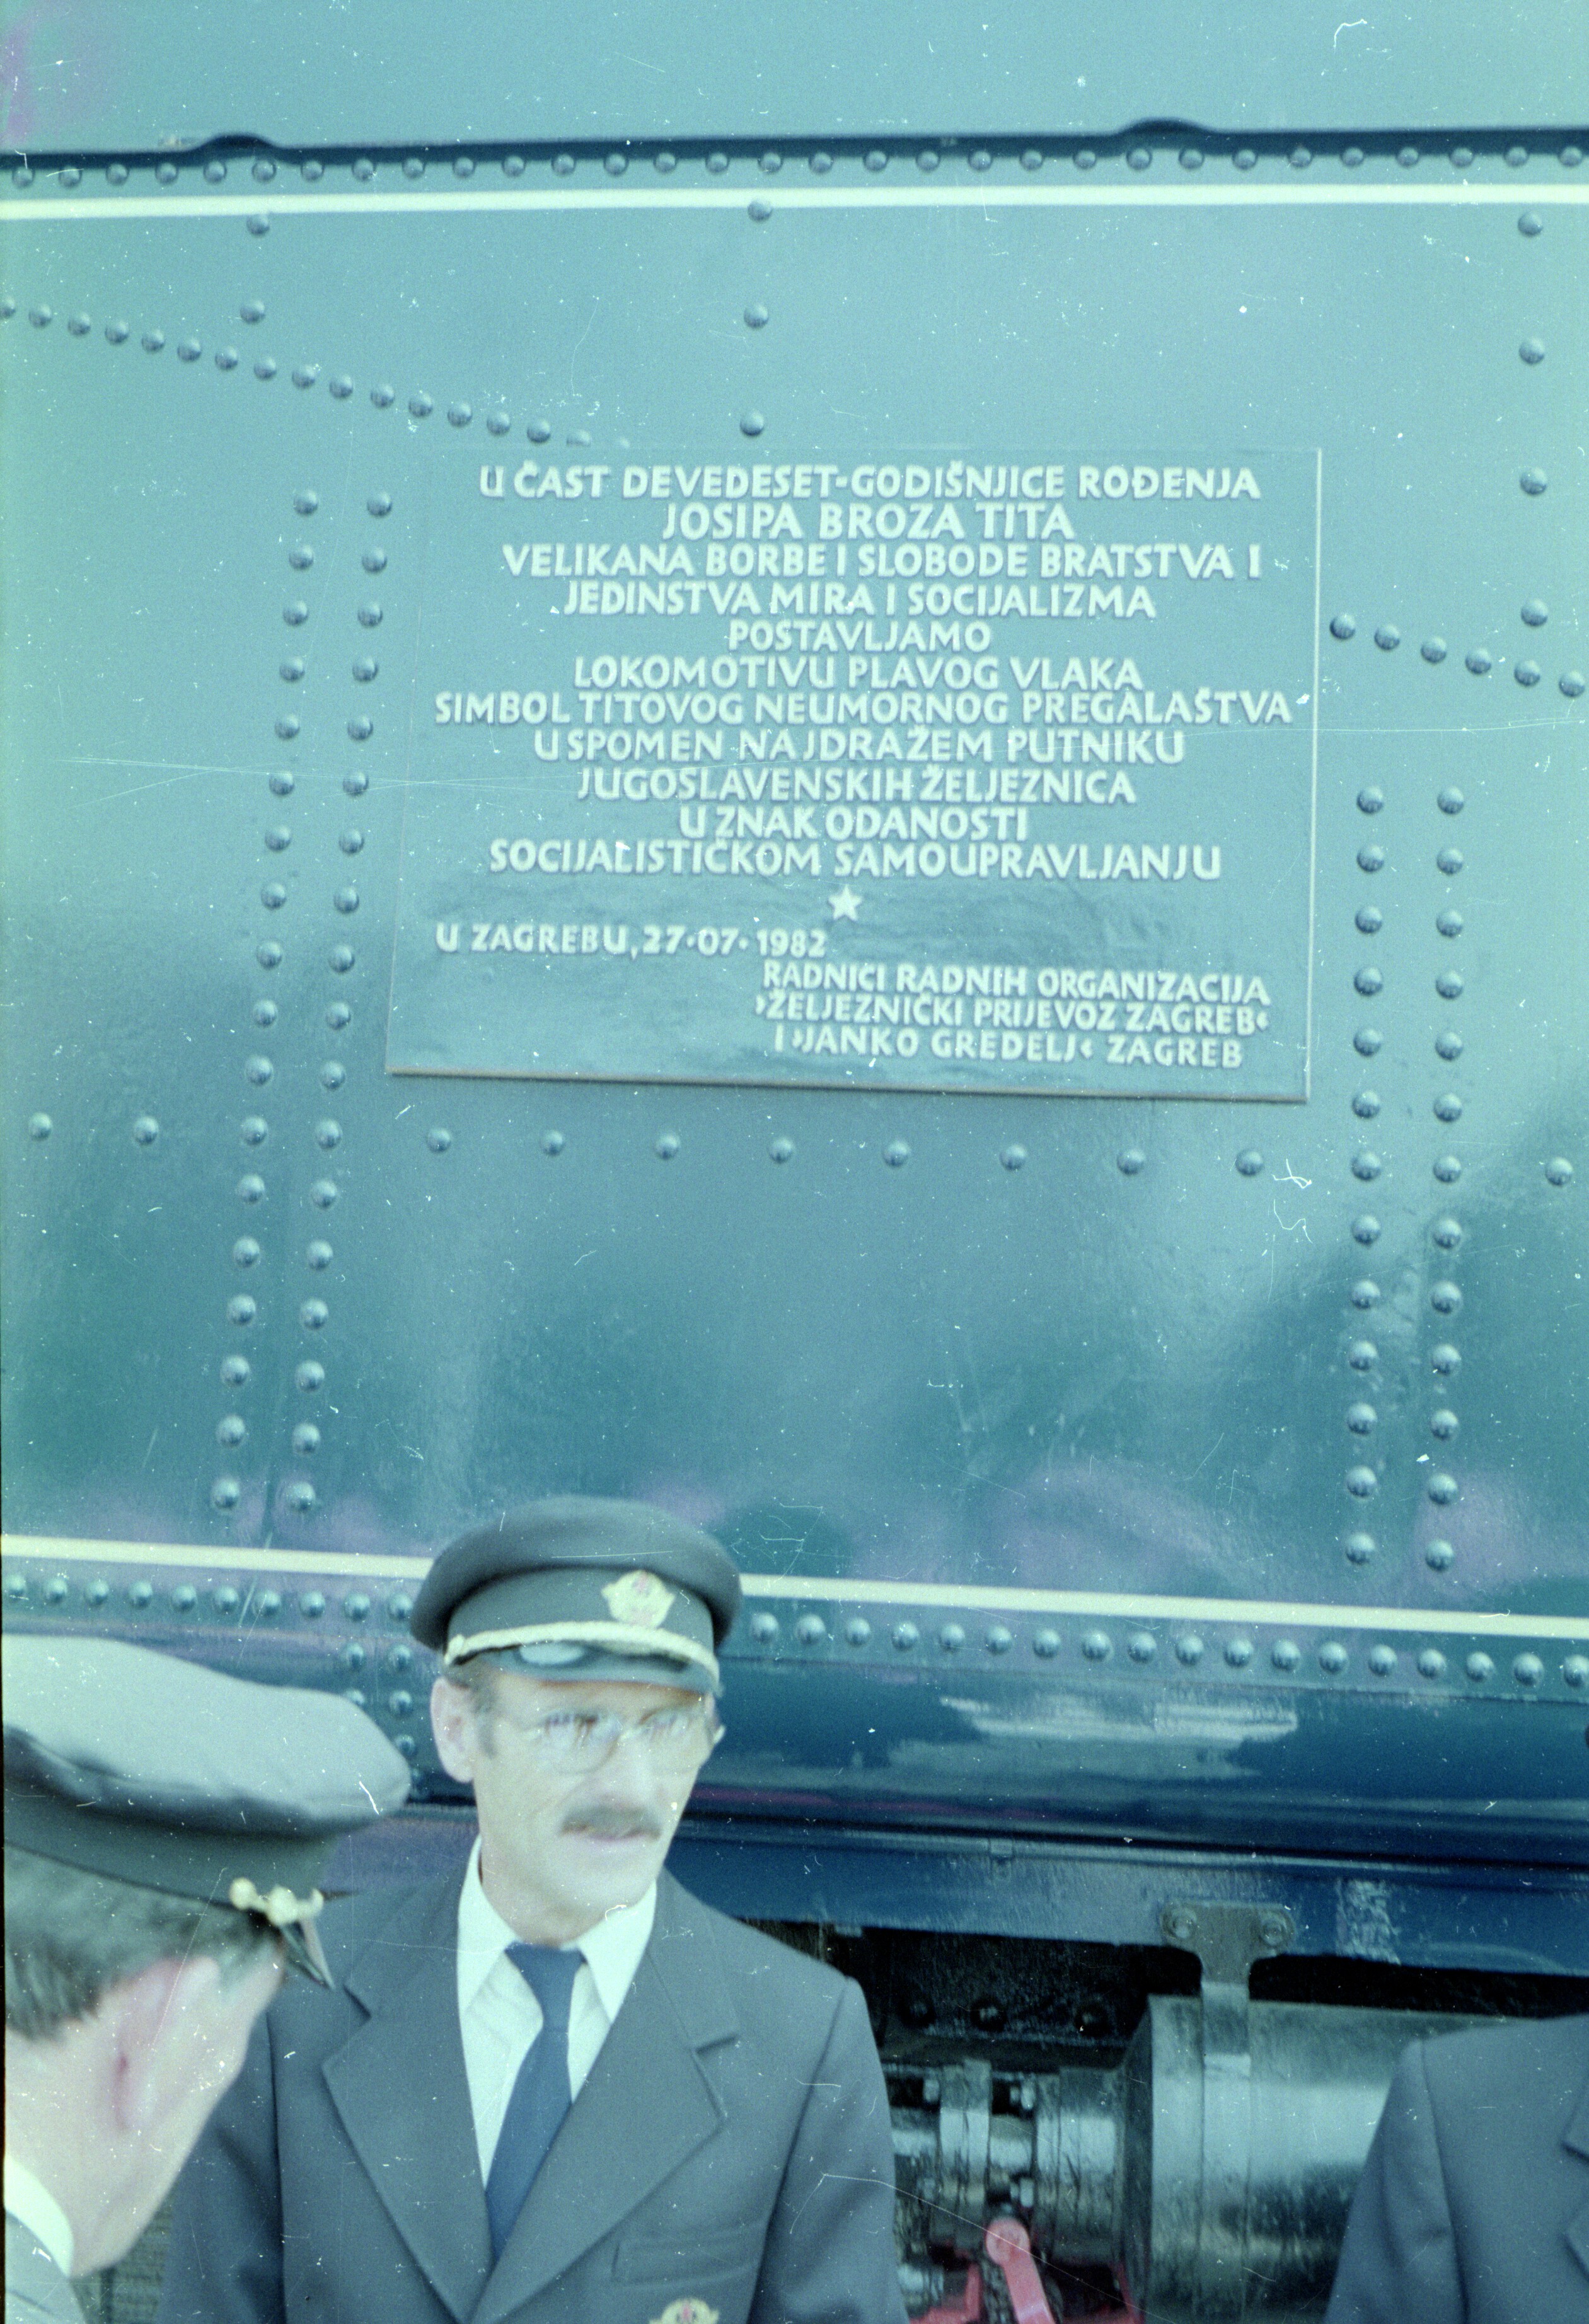 U ČAST DEVEDESET-GODIŠNJICE ROĐENJA
JOSIPA BROZA TITA
VELIKANA BORBE I SLOBODE BRATSTVA I
JEDINSTVA MIRA I SOCIJALIZMA
POSTAVLJAMO
LOKOMOTIVU PLAVOG VLAKA
SIMBOL TITOVOG NEUMORNOG PREGALAŠTVA
U SPOMEN NAJDRAŽEM PUTNIKU
JUGOSLAVENSKIH ŽELJEZNICA
U ZNAK ODANOSTI
SOCIJALISTIČKOM SAMOUPRAVLJANJU
U ZAGREBU, 27·07·1982
RADNICI RADNIH ORGANIZACIJA
›ŽELJEZNIČKI PRIJEVOZ ZAGREB‹
I ›JANKO GREDELJ‹ ZAGREB